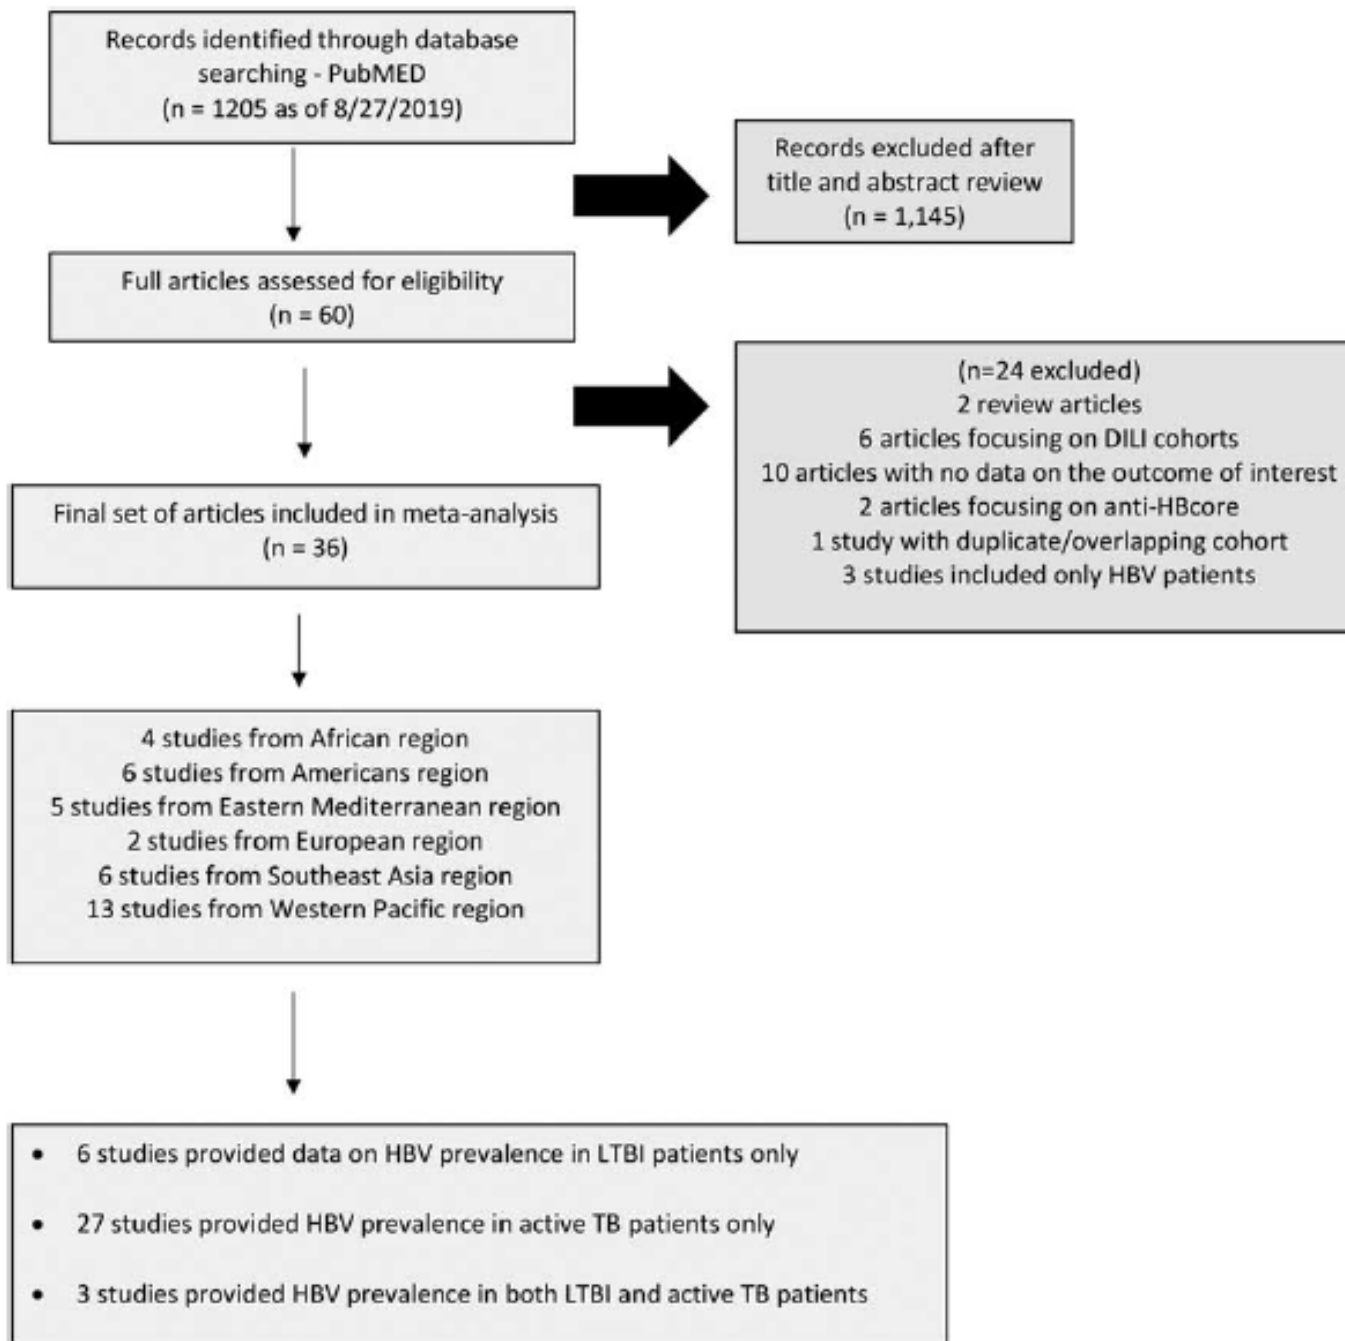 Records identified through database
searching - PubMED
(n = 1205 as of 8/27/2019)
Records excluded after
title and abstract review
(n = 1,145)
Full articles assessed for eligibility
(n = 60)
(n=24 excluded)
2 review articles
6 articles focusing on DILI cohorts
10 articles with no data on the outcome of interest
2 articles focusing on anti-HBcore
1 study with duplicate/overlapping cohort
3 studies included only HBV patients
Final set of articles included in meta-analysis
(n = 36)
4 studies from African region
6 studies from Americans region
5 studies from Eastern Mediterranean region
2 studies from European region
6 studies from Southeast Asia region
13 studies from Western Pacific region
• 6 studies provided data on HBV prevalence in LTBI patients only
• 27 studies provided HBV prevalence in active TB patients only
• 3 studies provided HBV prevalence in both LTBI and active TB patients